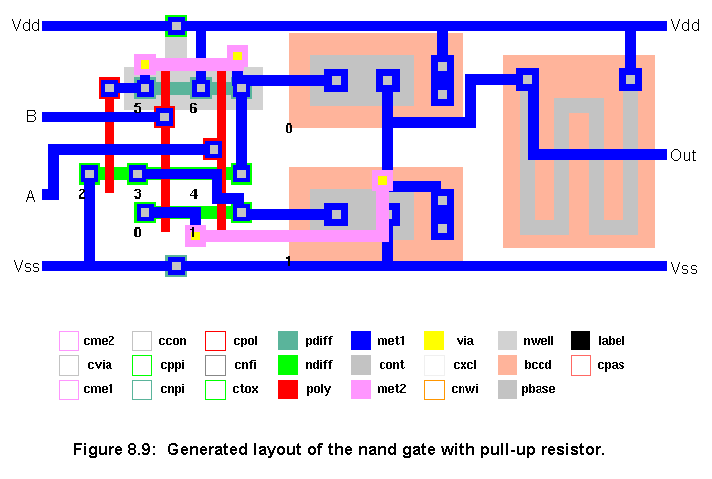 Vdd Vdd
5 6
B
0
Out
A 2 3 4
0 1
1
Vss Vss
cme2 ccon cpol pdiff met1 via nwell label
cvia cppi cnfi ndiff cont cxcl bccd cpas
cme1 cnpi ctox poly met2 cnwi pbase
Figure 8.9: Generated layout of the nand gate with pull-up resistor.